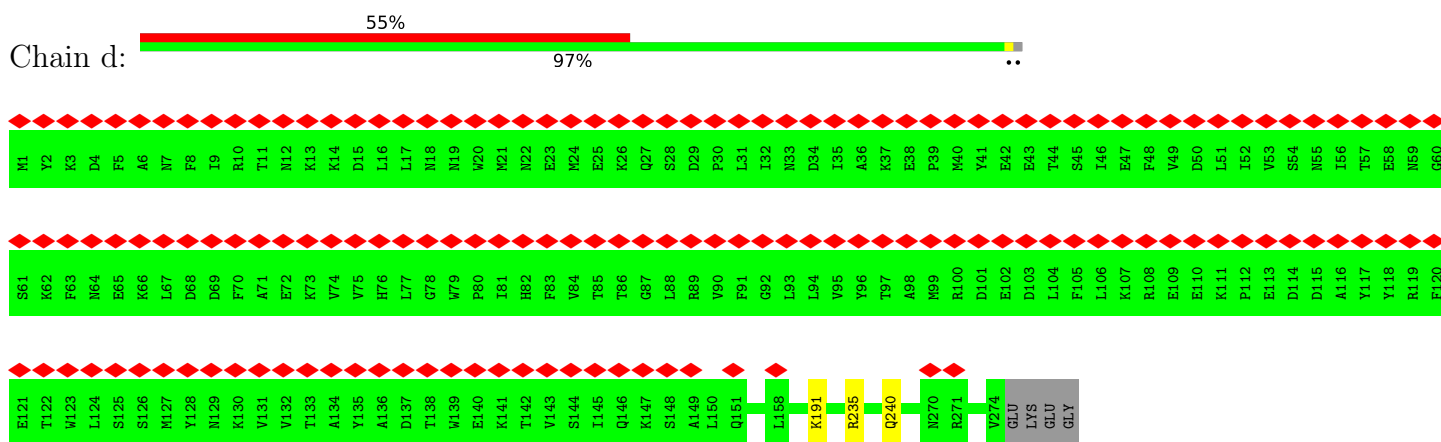 55%
Chain d:
97%
••
M1 Y2 K3 D4 F5 A6 N7 F8 I9 R10 T11 N12 K13 K14 D15 L16 L17 N18 N19 W20 M21 N22 E23 M24 E25 K26 Q27 S28 D29 P30 L31 I32 N33 D34 I35 A36 K37 E38 P39 M40 Y41 E42 E43 T44 S45 I46 E47 F48 V49 D50 L51 I52 V53 S54 N55 I56 T57 E58 N59 G60
S61 K62 F63 N64 E65 K66 L67 D68 D69 F70 A71 E72 K73 V74 V75 H76 L77 G78 W79 P80 I81 H82 F83 V84 T85 T86 G87 L88 R89 V90 F91 G92 L93 L94 V95 Y96 T97 A98 M99 R100 D101 E102 D103 L104 F105 L106 K107 R108 E109 E110 K111 P112 E113 D114 D115 A116 Y117 Y118 R119 F120
E121 T122 W123 L124 S125 S126 M127 Y128 N129 K130 V131 V132 T133 A134 Y135 A136 D137 T138 W139 E140 K141 T142 V143 S144 I145 Q146 K147 S148 A149 L150 Q151 L158 K191 R235 Q240 N270 R271 V274 GLU LYS GLU GLY